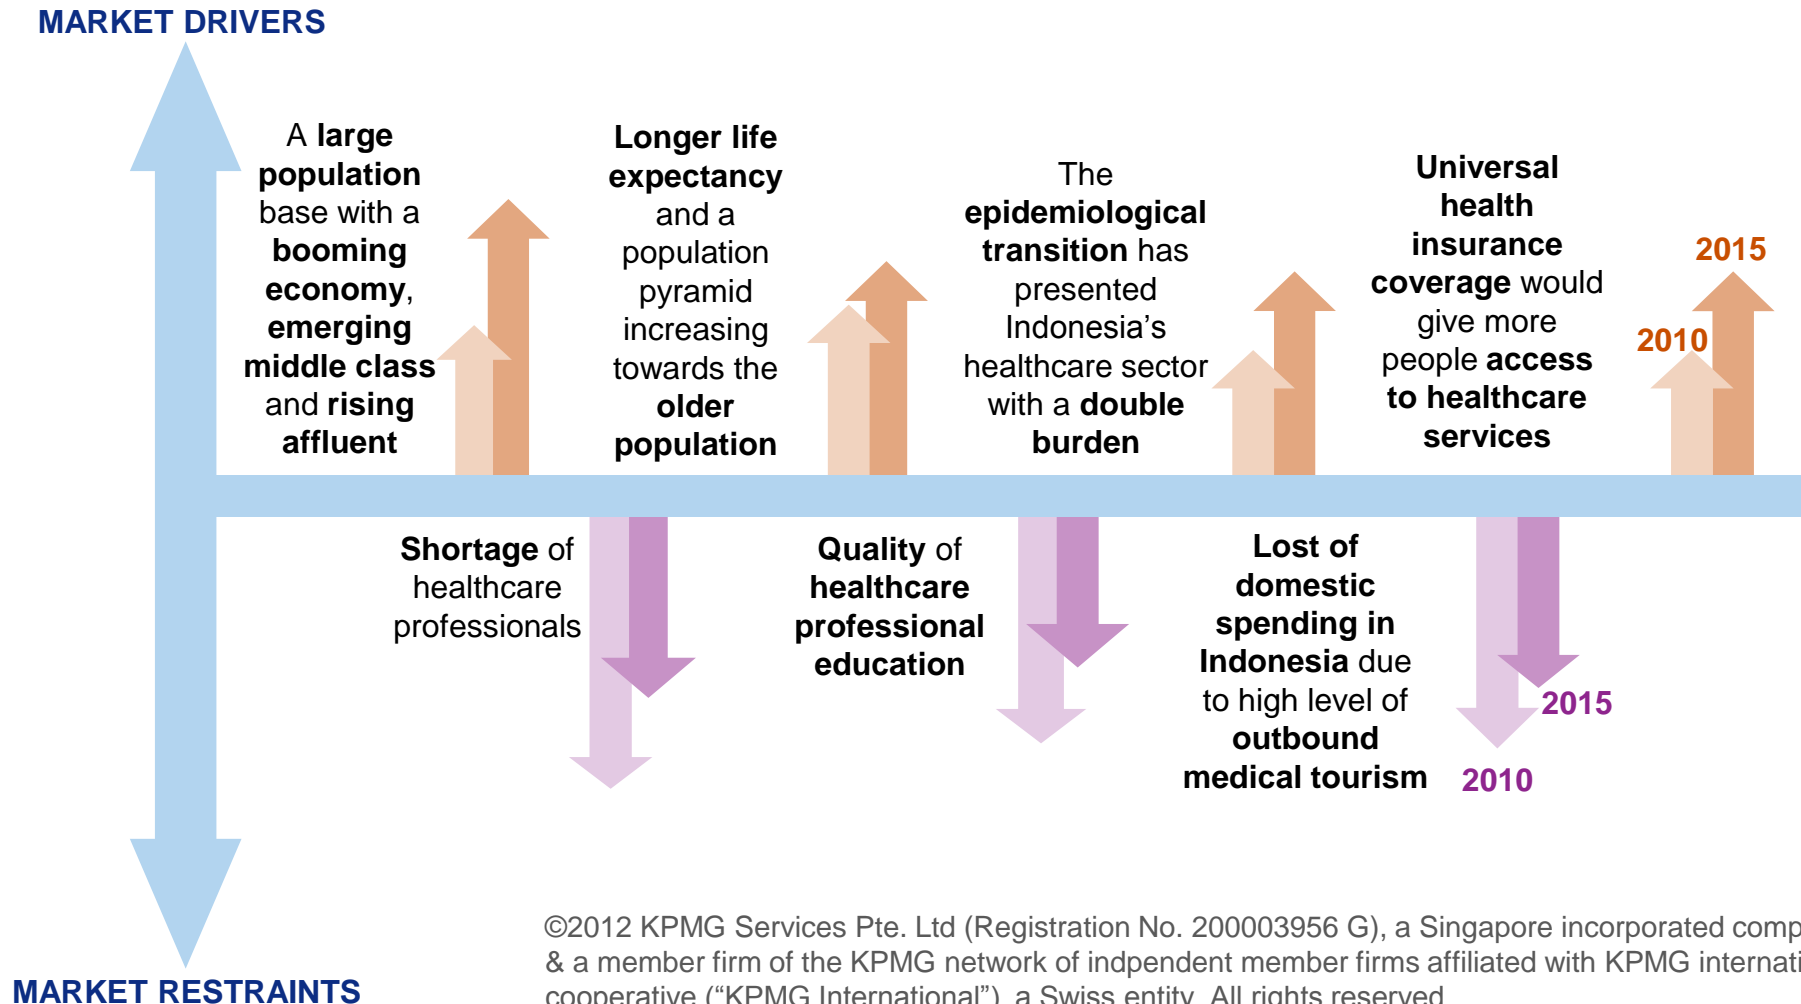 MARKET DRIVERS
A large
population
base with a
booming
economy,
emerging
middle class
and rising
affluent
Longer life
expectancy
and a
population
pyramid
increasing
towards the
older
population
The
epidemiological
transition has
presented
Indonesia's
healthcare sector
with a double
burden
Universal
health
insurance
coverage would
give more
people access
to healthcare
services
2015
2010
Shortage of
healthcare
professionals
Quality of
healthcare
professional
education
Lost of
domestic
spending in
Indonesia due
to high level of
outbound
medical tourism
2015
2010
MARKET RESTRAINTS
©2012 KPMG Services Pte. Ltd (Registration No. 200003956 G), a Singapore incorporated comp
& a member firm of the KPMG network of indpendent member firms affiliated with KPMG internati
cooperative ("KPMG International"), a Swiss entity. All rights reserved